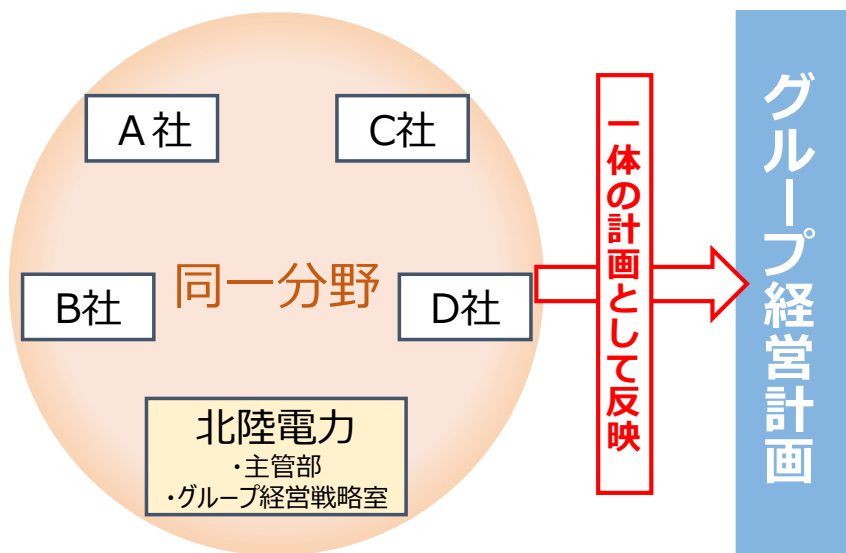 A社
C社
同一分野
B社
D社
北陸電力
・主管部
・グループ経営戦略室
一体の計画として反映
グループ経営計画